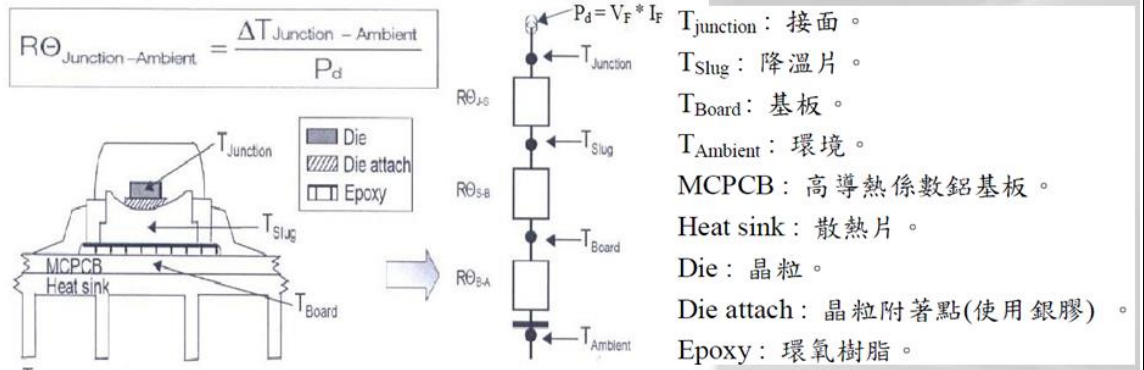 RΘJunction-Ambient = ΔTJunction - Ambient / Pd
Die
Die attach
Epoxy
TJunction
TSlug
MCPCB
Heat sink
TBoard
Pd = VF * IF
TJunction
RΘJ-S
TSlug
RΘS-B
TBoard
RΘB-A
TAmbient
Tjunction : 接面。
TSlug : 降溫片。
TBoard : 基板。
TAmbient : 環境。
MCPCB : 高導熱係數鋁基板。
Heat sink : 散熱片。
Die : 晶粒。
Die attach : 晶粒附著點(使用銀膠) 。
Epoxy : 環氧樹脂。